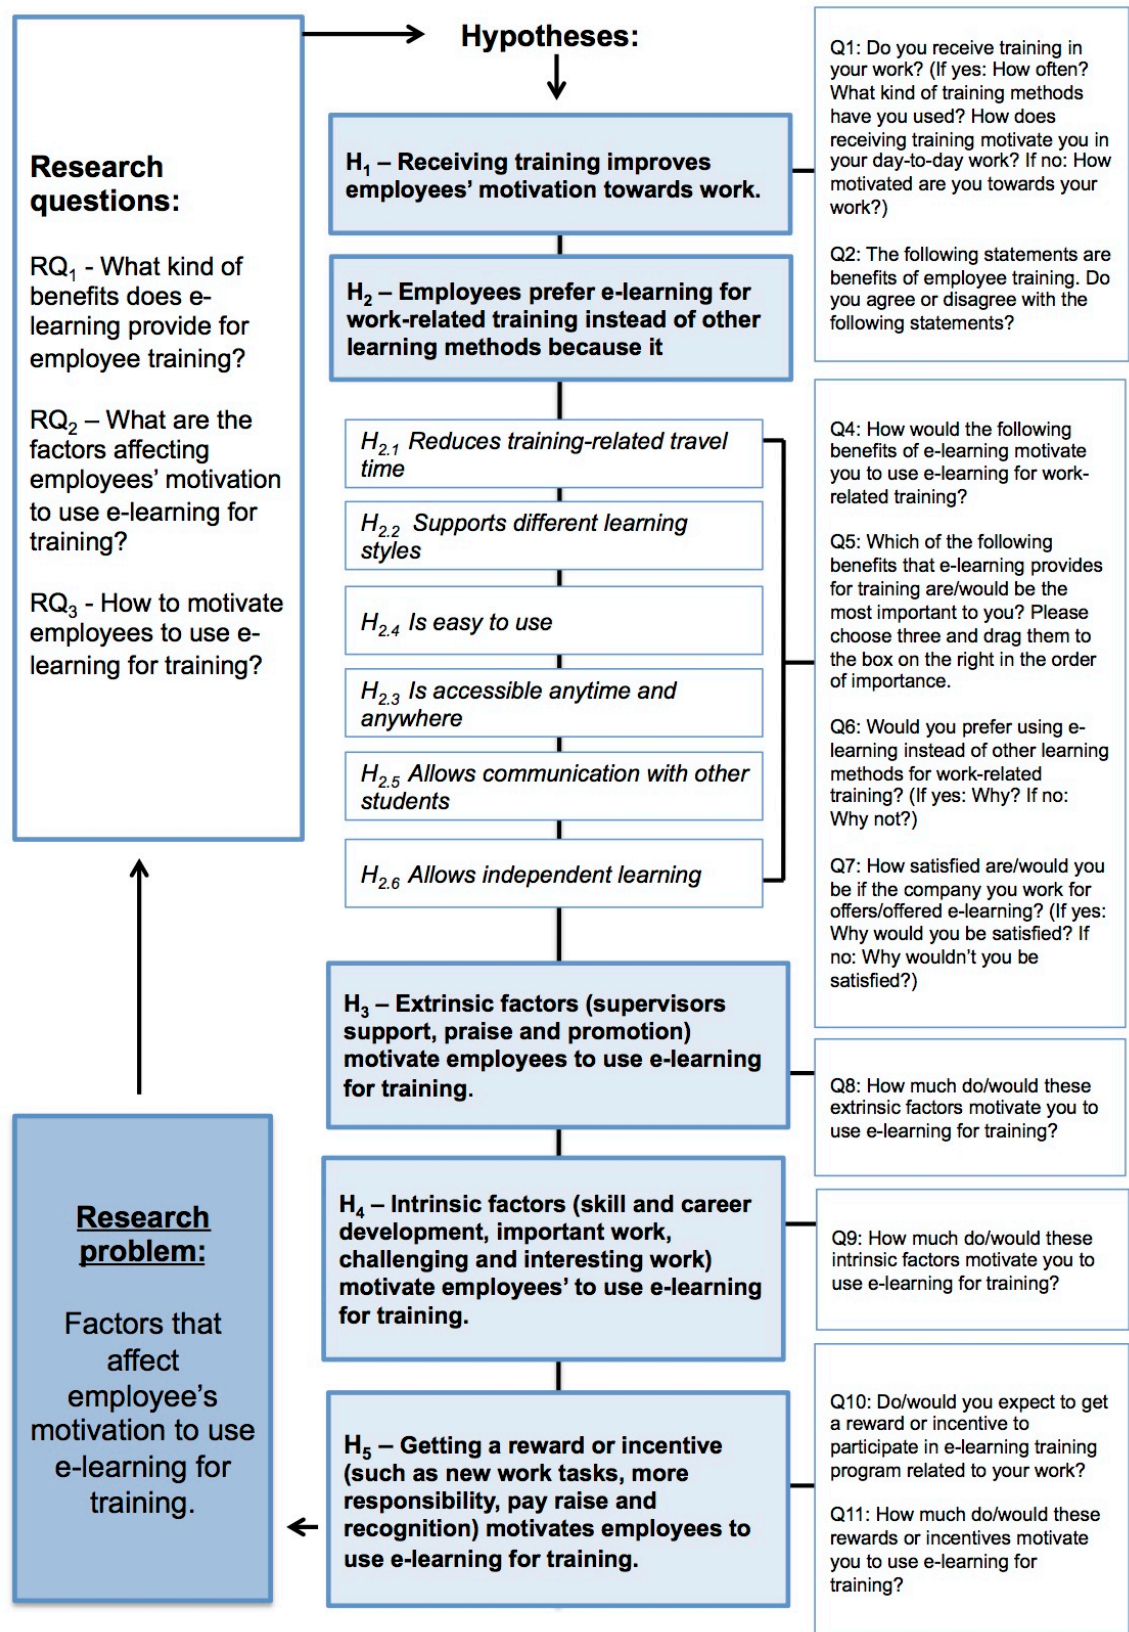 Research
questions:
RQ1 - What kind of
benefits does e-
learning provide for
employee training?
RQ2 – What are the
factors affecting
employees’ motivation
to use e-learning for
training?
RQ3 - How to motivate
employees to use e-
learning for training?
Hypotheses:
H1 – Receiving training improves
employees’ motivation towards work.
H2 – Employees prefer e-learning for
work-related training instead of other
learning methods because it
H2.1 Reduces training-related travel
time
H2.2 Supports different learning
styles
H2.4 Is easy to use
H2.3 Is accessible anytime and
anywhere
H2.5 Allows communication with other
students
H2.6 Allows independent learning
H3 – Extrinsic factors (supervisors
support, praise and promotion)
motivate employees to use e-learning
for training.
H4 – Intrinsic factors (skill and career
development, important work,
challenging and interesting work)
motivate employees’ to use e-learning
for training.
H5 – Getting a reward or incentive
(such as new work tasks, more
responsibility, pay raise and
recognition) motivates employees to
use e-learning for training.
Q1: Do you receive training in
your work? (If yes: How often?
What kind of training methods
have you used? How does
receiving training motivate you in
your day-to-day work? If no: How
motivated are you towards your
work?)
Q2: The following statements are
benefits of employee training. Do
you agree or disagree with the
following statements?
Q4: How would the following
benefits of e-learning motivate
you to use e-learning for work-
related training?
Q5: Which of the following
benefits that e-learning provides
for training are/would be the
most important to you? Please
choose three and drag them to
the box on the right in the order
of importance.
Q6: Would you prefer using e-
learning instead of other learning
methods for work-related
training? (If yes: Why? If no:
Why not?)
Q7: How satisfied are/would you
be if the company you work for
offers/offered e-learning? (If yes:
Why would you be satisfied? If
no: Why wouldn’t you be
satisfied?)
Q8: How much do/would these
extrinsic factors motivate you to
use e-learning for training?
Q9: How much do/would these
intrinsic factors motivate you to
use e-learning for training?
Q10: Do/would you expect to get
a reward or incentive to
participate in e-learning training
program related to your work?
Q11: How much do/would these
rewards or incentives motivate
you to use e-learning for
training?
Research
problem:
Factors that
affect
employee’s
motivation to use
e-learning for
training.